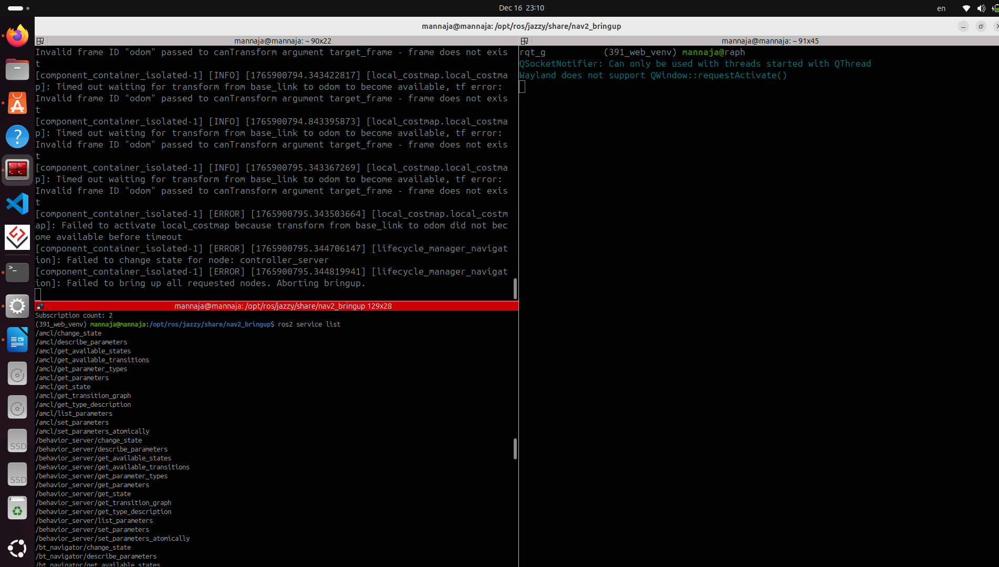 Dec 16 23:10
en
mannaja@mannaja: /opt/ros/jazzy/share/nav2_bringup
mannaja@mannaja: ~ 90x22
Invalid frame ID "odom" passed to canTransform argument target_frame - frame does not exis
t
[component_container_isolated-1] [INFO] [1765900794.343422817] [local_costmap.local_costma
p]: Timed out waiting for transform from base_link to odom to become available, tf error:
Invalid frame ID "odom" passed to canTransform argument target_frame - frame does not exis
t
[component_container_isolated-1] [INFO] [1765900794.843395873] [local_costmap.local_costma
p]: Timed out waiting for transform from base_link to odom to become available, tf error:
Invalid frame ID "odom" passed to canTransform argument target_frame - frame does not exis
t
[component_container_isolated-1] [INFO] [1765900795.343367269] [local_costmap.local_costma
p]: Timed out waiting for transform from base_link to odom to become available, tf error:
Invalid frame ID "odom" passed to canTransform argument target_frame - frame does not exis
t
[component_container_isolated-1] [ERROR] [1765900795.343503664] [local_costmap.local_costm
ap]: Failed to activate local_costmap because transform from base_link to odom did not bec
ome available before timeout
[component_container_isolated-1] [ERROR] [1765900795.344706147] [lifecycle_manager_navigat
ion]: Failed to change state for node: controller_server
[component_container_isolated-1] [ERROR] [1765900795.344819941] [lifecycle_manager_navigat
ion]: Failed to bring up all requested nodes. Aborting bringup.
mannaja@mannaja: /opt/ros/jazzy/share/nav2_bringup 129x28
Subscription count: 2
(391_web_venv) mannaja@mannaja:/opt/ros/jazzy/share/nav2_bringup$ ros2 service list
/amcl/change_state
/amcl/describe_parameters
/amcl/get_available_states
/amcl/get_available_transitions
/amcl/get_parameter_types
/amcl/get_parameters
/amcl/get_state
/amcl/get_transition_graph
/amcl/get_type_description
/amcl/list_parameters
/amcl/set_parameters
/amcl/set_parameters_atomically
/behavior_server/change_state
/behavior_server/describe_parameters
/behavior_server/get_available_states
/behavior_server/get_available_transitions
/behavior_server/get_parameter_types
/behavior_server/get_parameters
/behavior_server/get_state
/behavior_server/get_transition_graph
/behavior_server/get_type_description
/behavior_server/list_parameters
/behavior_server/set_parameters
/behavior_server/set_parameters_atomically
/bt_navigator/change_state
/bt_navigator/describe_parameters
/bt_navigator/get_available_states
mannaja@mannaja: ~ 91x45
rqt_g (391_web_venv) mannaja@raph
QSocketNotifier: Can only be used with threads started with QThread
Wayland does not support QWindow::requestActivate()
SSD
SSD